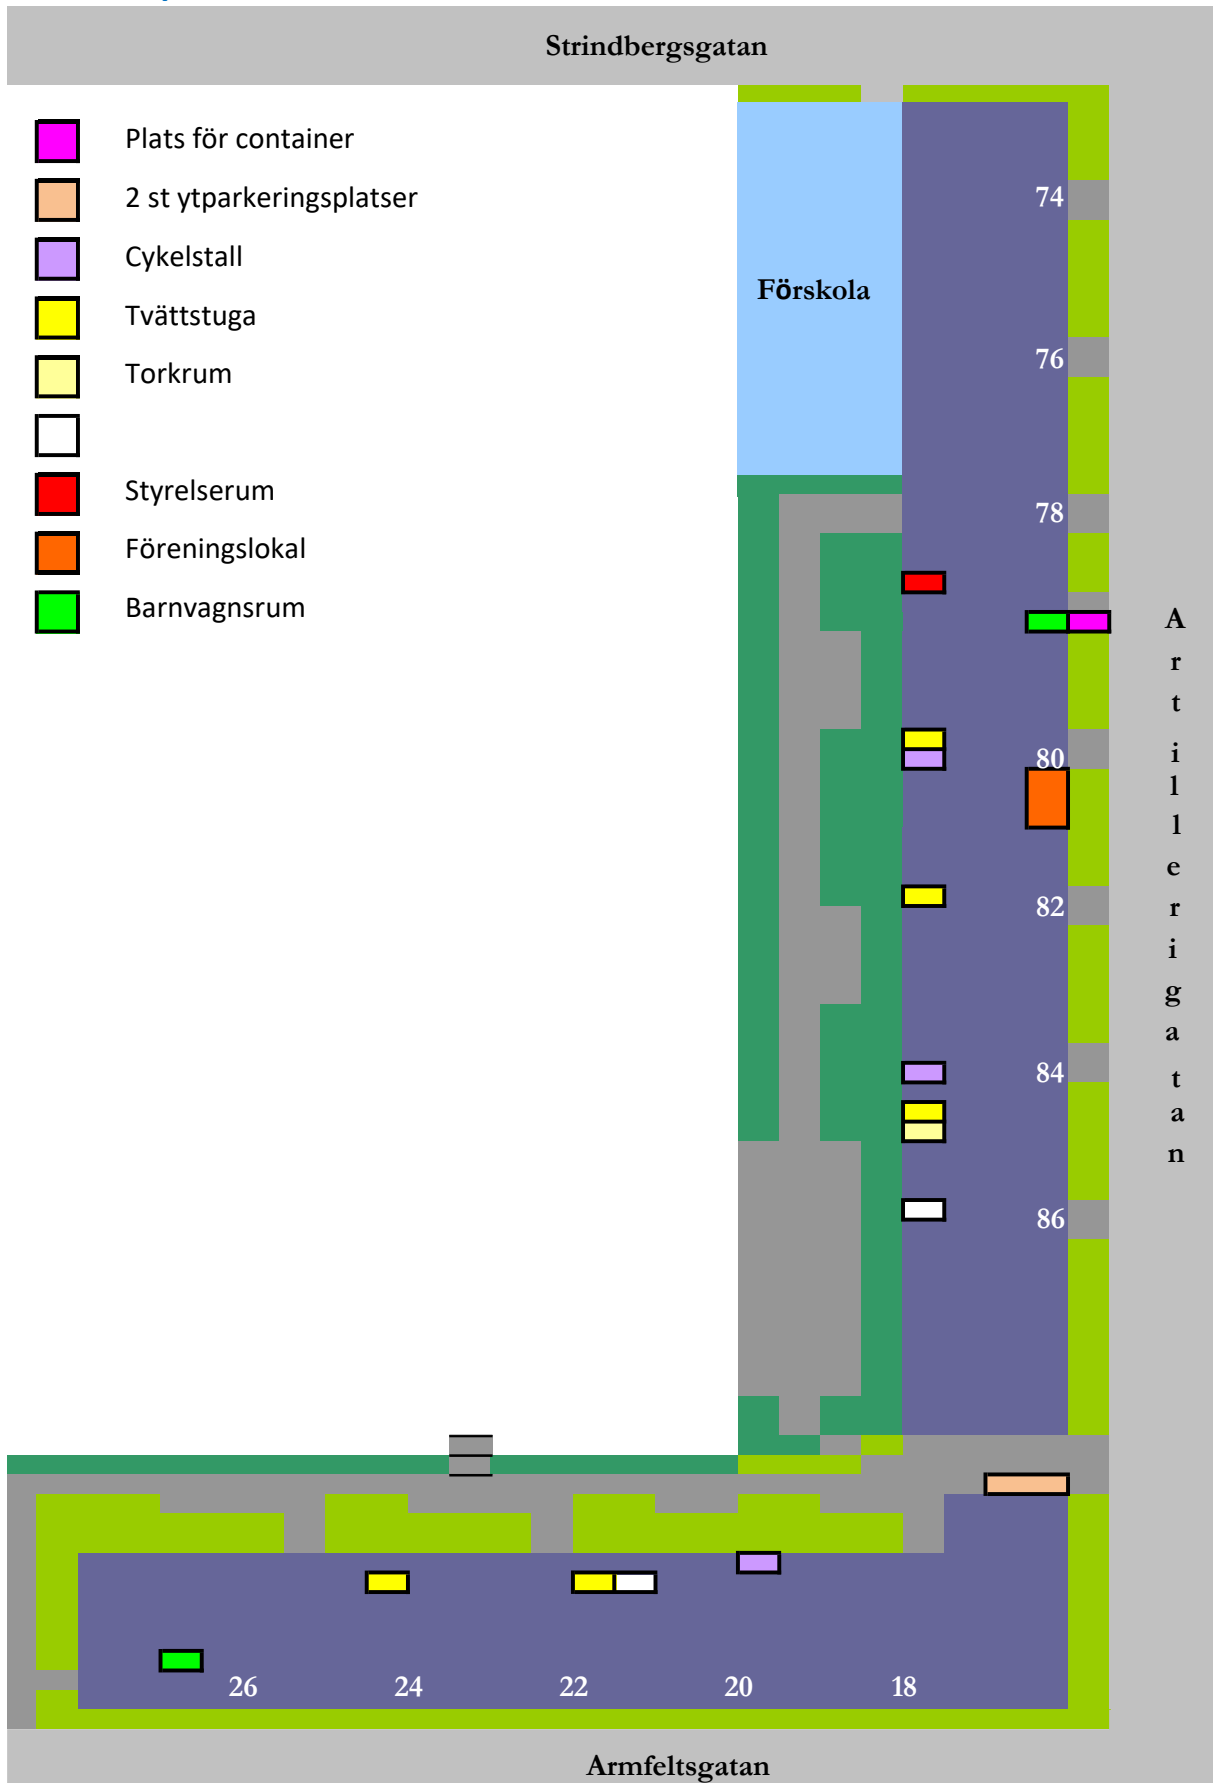 Strindbergsgatan
Plats för container
2 st ytparkeringsplatser
Cykelstall
Tvättstuga
Torkrum
Styrelserum
Föreningslokal
Barnvagnsrum
Förskola
74
76
78
80
82
84
86
A
r
t
i
l
l
e
r
i
g
a
t
a
n
26 24 22 20 18
Armfeltsgatan